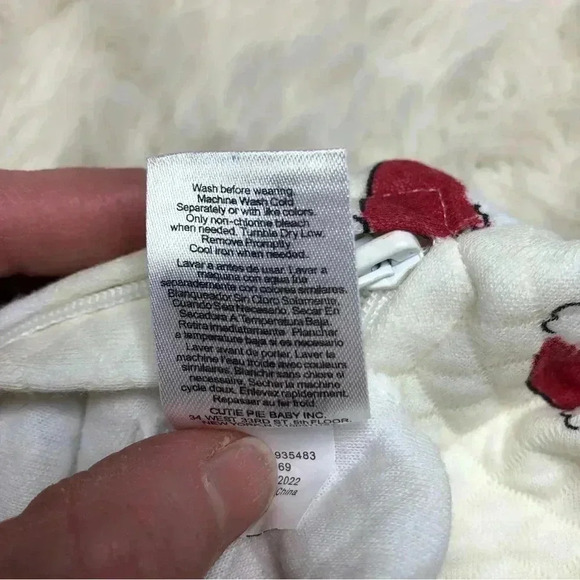 Wash before wearing.
Machine Wash Cold
Separately or with like colors.
Only non-chlorine bleach
when needed. Tumble Dry Low.
Remove Promptly
Cool iron when needed.
Lavar a antes de usar. Lavar a
maquina con agua fria
separadamente con colores similares.
Blanqueador Sin Cloro Solamente,
Cuando Sea Necesario. Secar En
Secadora A Temperatura Baja.
Retira Imediatamente. Planchar
a temperatura baja si es necesario
Laver avant de porter. Laver la
machine l'eau froide avec couleurs
similaires. Blanchir sans chlore si
necessaire. Secher la machine
cycle doux. Enlevez rapidement.
Repasser au fer froid.
CUTIE PIE BABY INC.
34 WEST 33RD ST. 5th FLOOR.
NEW YORK
935483
69
2022
China